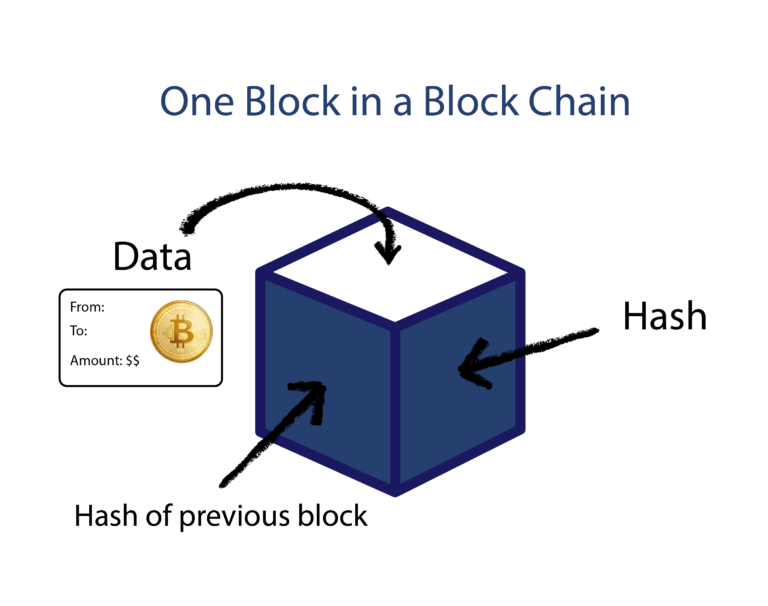 One Block in a Block Chain
Data
From:
To:
Amount: $$
Hash
Hash of previous block